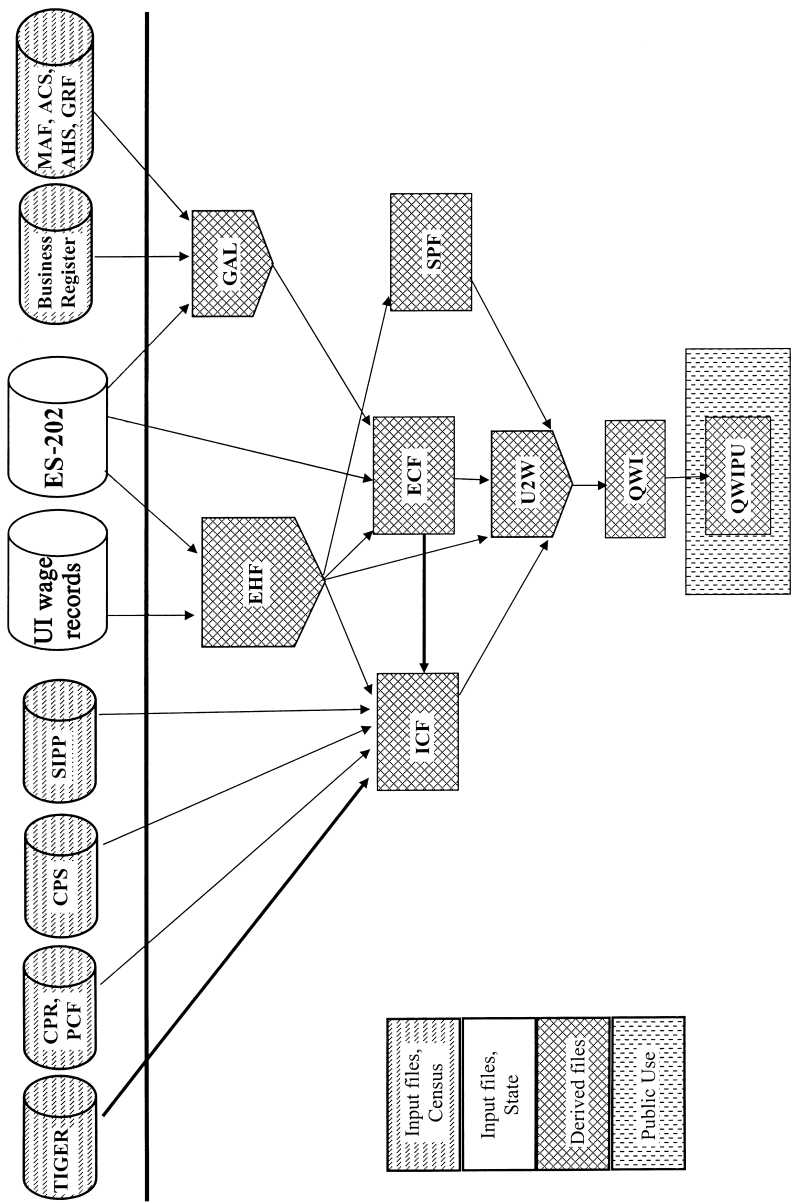 TIGER
CPR,
PCF
CPS
SIPP
UI wage
records
ES-202
Business
Register
MAF, ACS,
AHS, GRF
EHF
GAL
ICF
ECF
SPF
U2W
QWI
QWIPU
Input files,
Census
Input files,
State
Derived files
Public Use